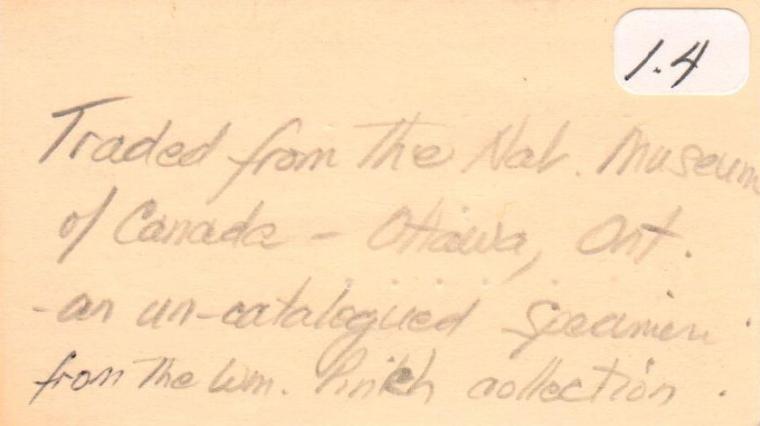 1.4
Traded from the Nat. Museum
of Canada - Ottawa, Ont.
- an un-catalogued specimen
from the Wm. Pinch collection.